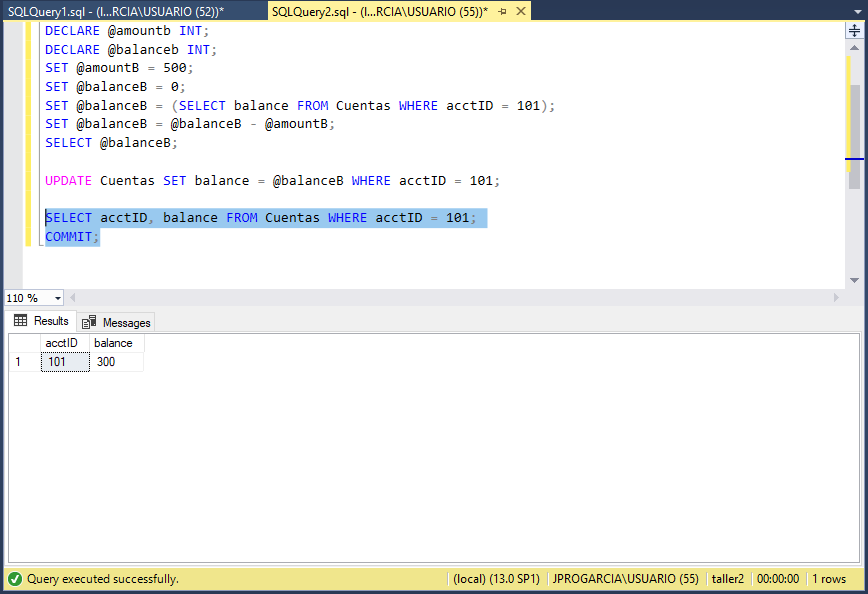 SQLQuery1.sql - (l...RCIA\USUARIO (52))*
SQLQuery2.sql - (l...RCIA\USUARIO (55))*
DECLARE @amountb INT;
DECLARE @balanceb INT;
SET @amountB = 500;
SET @balanceB = 0;
SET @balanceB = (SELECT balance FROM Cuentas WHERE acctID = 101);
SET @balanceB = @balanceB - @amountB;
SELECT @balanceB;
UPDATE Cuentas SET balance = @balanceB WHERE acctID = 101;
SELECT acctID, balance FROM Cuentas WHERE acctID = 101;
COMMIT;
110 %
Results Messages
acctID balance
1 101 300
Query executed successfully. (local) (13.0 SP1) JPROGARCIA\USUARIO (55) taller2 00:00:00 1 rows